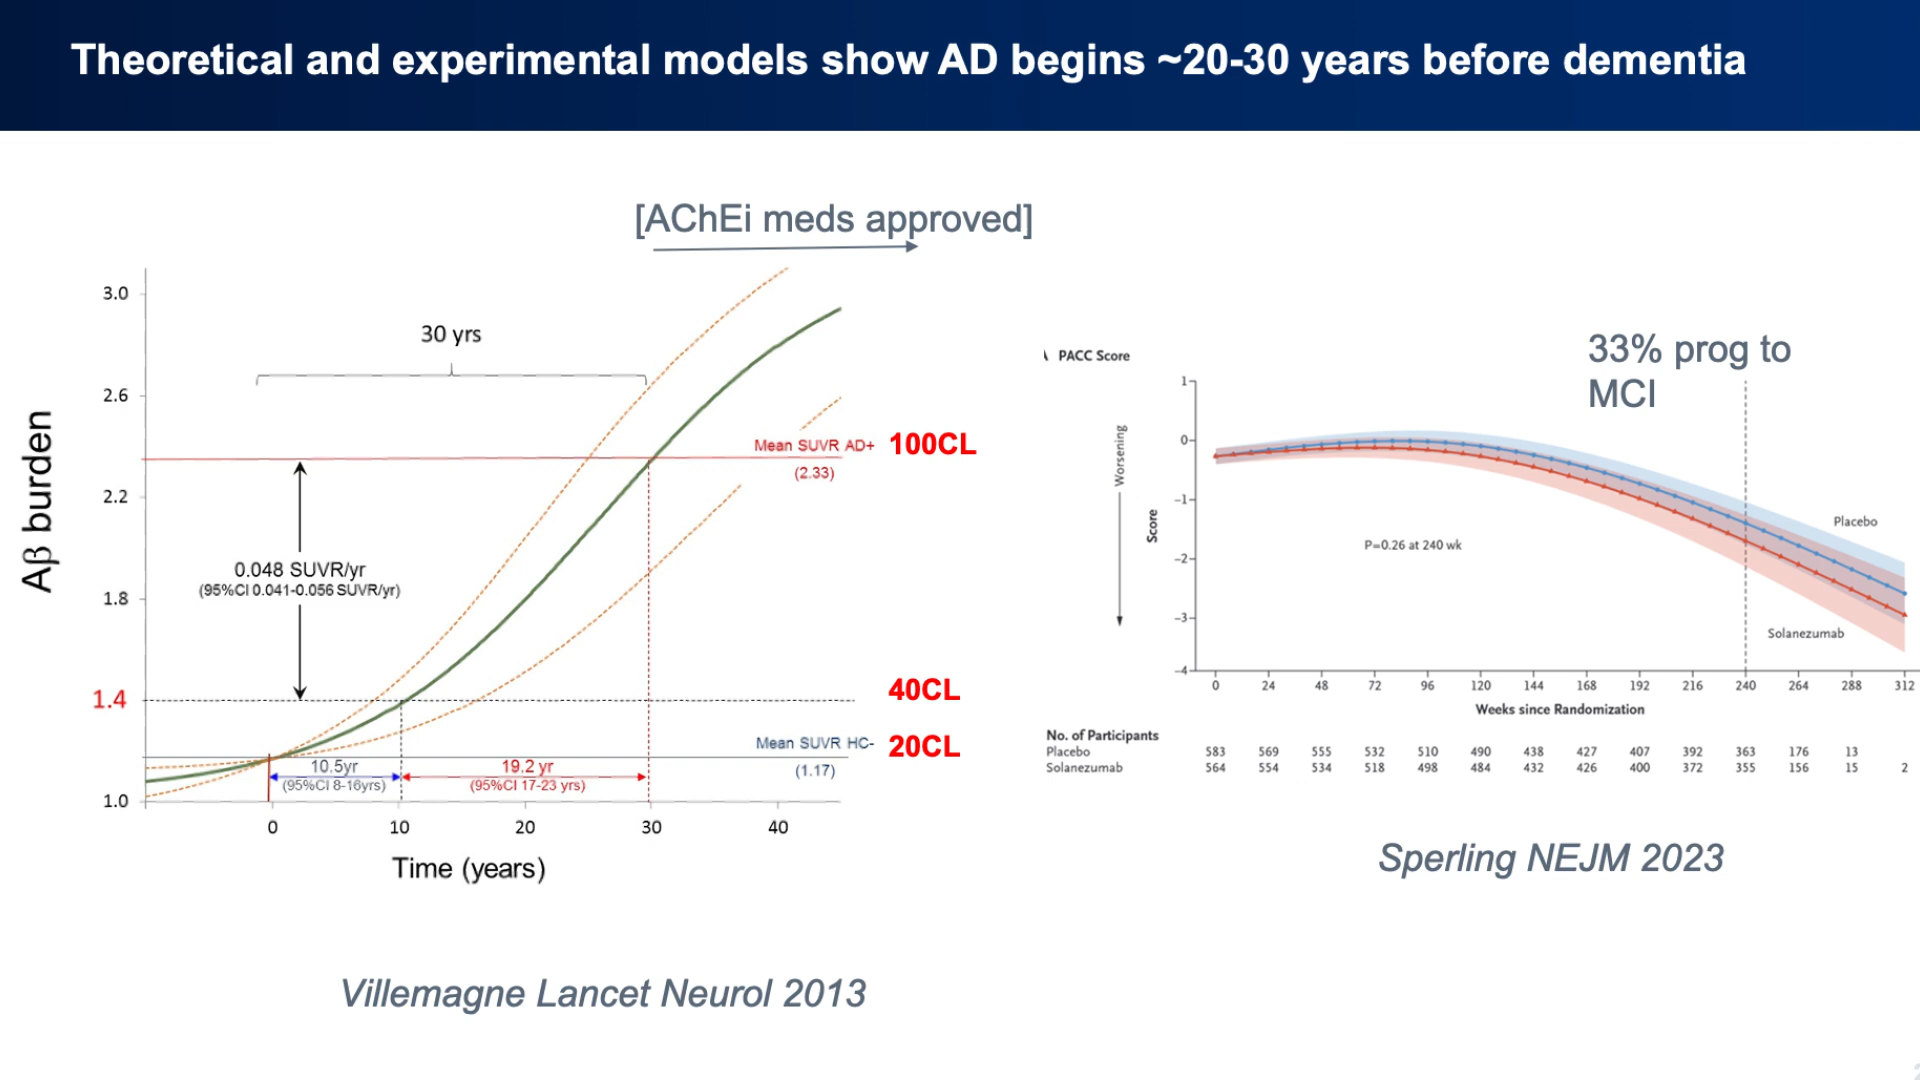 Theoretical and experimental models show AD begins ~20-30 years before dementia
[AChEi meds approved]
3.0
2.6
2.2
1.8
1.4
1.0
Aβ burden
30 yrs
Mean SUVR AD+
(2.33)
100CL
0.048 SUVR/yr
(95%CI 0.041-0.056 SUVR/yr)
40CL
Mean SUVR HC-
(1.17)
20CL
10.5yr
(95%CI 8-16yrs)
19.2 yr
(95%CI 17-23 yrs)
0 10 20 30 40
Time (years)
Villemagne Lancet Neurol 2013
PACC Score
33% prog to
MCI
Worsening
Score
1
0
-1
-2
-3
-4
P=0.26 at 240 wk
Placebo
Solanezumab
0 24 48 72 96 120 144 168 192 216 240 264 288 312
Weeks since Randomization
No. of Participants
Placebo 583 569 555 532 510 490 438 427 407 392 363 176 13
Solanezumab 564 554 534 518 498 484 432 426 400 372 355 156 15 2
Sperling NEJM 2023